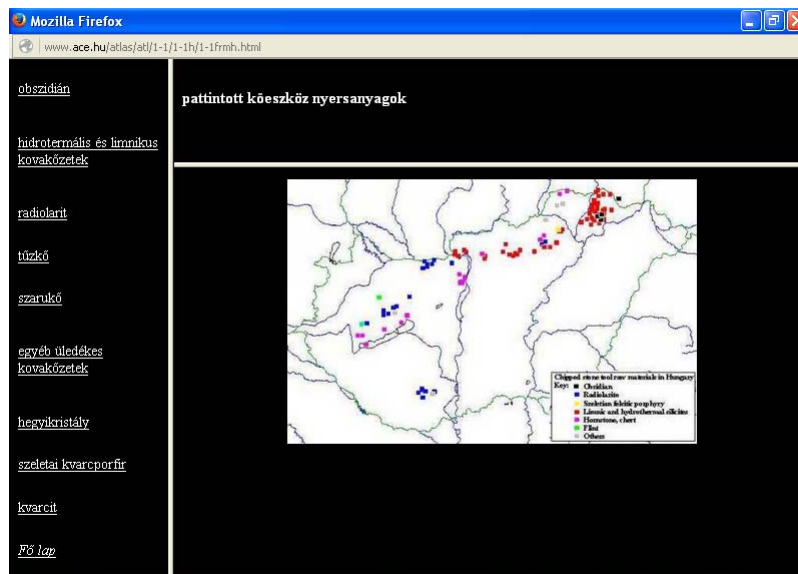 Mozilla Firefox
www.ace.hu/atlas/atl/1-1/1-1h/1-1frmh.html
obszidián
hidrotermális és limnikus
kovakőzetek
radiolarit
tűzkő
szarukő
egyéb üledékes
kovakőzetek
hegyikristály
szeletai kvarcporfir
kvarcit
Fő lap
pattintott kőeszköz nyersanyagok
Chipped stone tool raw materials in Hungary
Key:
Obsidian
Radiolarite
Szeletian felsitic porphyry
Limnic and hydrothermal silicites
Hornstone, chert
Flint
Others